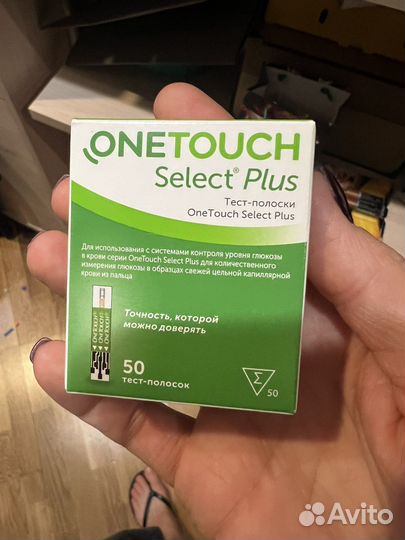 ONETOUCH
Select® Plus
Тест-полоски
OneTouch Select Plus
Для использования с системами контроля уровня глюкозы
в крови серии OneTouch Select Plus для количественного
измерения глюкозы в образцах свежей цельной капиллярной
крови из пальца
Точность, которой
можно доверять
50
тест-полосок
Σ
50
Avito